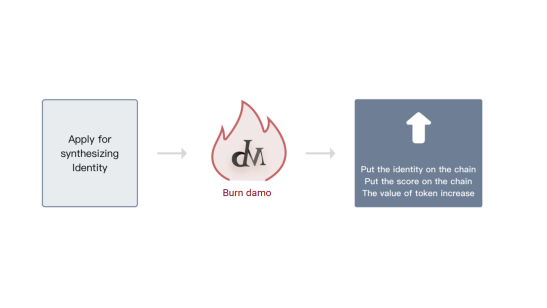 Apply for
synthesizing
Identity
dM
Burn damo
Put the identity on the chain
Put the score on the chain
The value of token increase